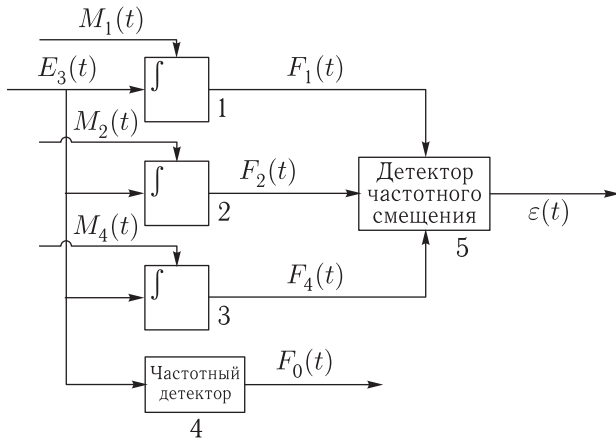 M₁(t)
E₃(t)
∫
F₁(t)
1
M₂(t)
∫
F₂(t)
2
Детектор
частотного
смещения
ε(t)
5
M₄(t)
∫
F₄(t)
3
Частотный
детектор
F₀(t)
4